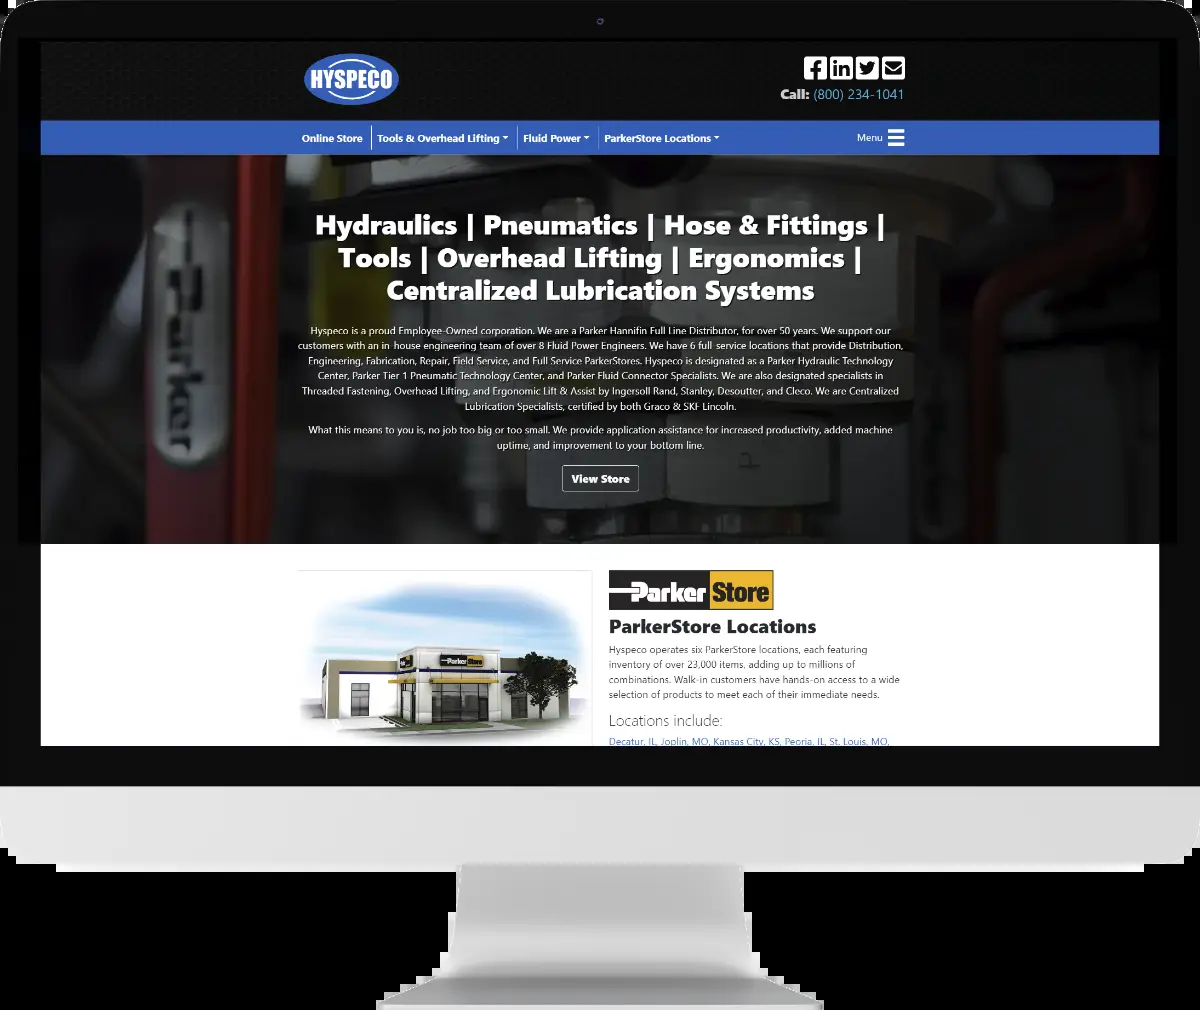 HYSPECO
Call: (800) 234-1041
Online Store
Tools & Overhead Lifting
Fluid Power
ParkerStore Locations
Menu
Parker
Hydraulics | Pneumatics | Hose & Fittings |
Tools | Overhead Lifting | Ergonomics |
Centralized Lubrication Systems
Hyspeco is a proud Employee-Owned corporation. We are a Parker Hannifin Full Line Distributor, for over 50 years. We support our
customers with an in-house engineering team of over 8 Fluid Power Engineers. We have 6 full-service locations that provide Distribution,
Engineering, Fabrication, Repair, Field Service, and Full Service ParkerStores. Hyspeco is designated as a Parker Hydraulic Technology
Center, Parker Tier 1 Pneumatic Technology Center, and Parker Fluid Connector Specialists. We are also designated specialists in
Threaded Fastening, Overhead Lifting, and Ergonomic Lift & Assist by Ingersoll Rand, Stanley, Desoutter, and Cleco. We are Centralized
Lubrication Specialists, certified by both Graco & SKF Lincoln.
What this means to you is, no job too big or too small. We provide application assistance for increased productivity, added machine
uptime, and improvement to your bottom line.
View Store
Parker Store
Parker Store
ParkerStore Locations
Hyspeco operates six ParkerStore locations, each featuring
inventory of over 23,000 items, adding up to millions of
combinations. Walk-in customers have hands-on access to a wide
selection of products to meet each of their immediate needs.
Locations include:
Decatur, IL, Joplin, MO, Kansas City, KS, Peoria, IL, St. Louis, MO,